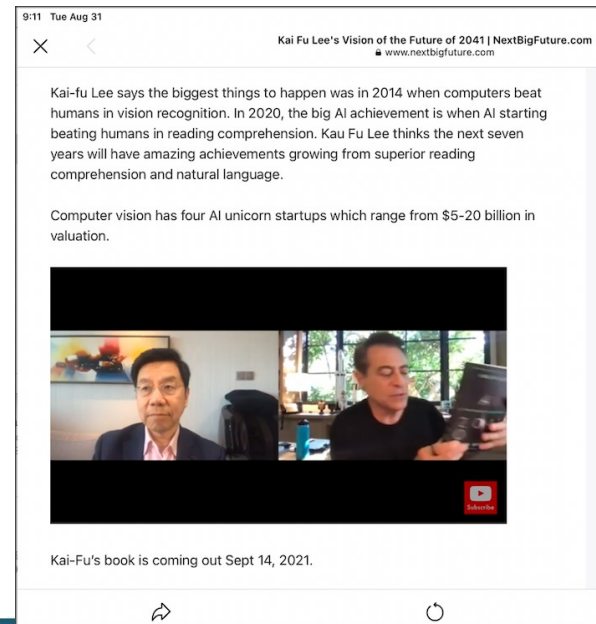 9:11 Tue Aug 31
Kai Fu Lee's Vision of the Future of 2041 | NextBigFuture.com
www.nextbigfuture.com
Kai-fu Lee says the biggest things to happen was in 2014 when computers beat
humans in vision recognition. In 2020, the big AI achievement is when AI starting
beating humans in reading comprehension. Kau Fu Lee thinks the next seven
years will have amazing achievements growing from superior reading
comprehension and natural language.
Computer vision has four AI unicorn startups which range from $5-20 billion in
valuation.
Subscribe
Kai-Fu's book is coming out Sept 14, 2021.